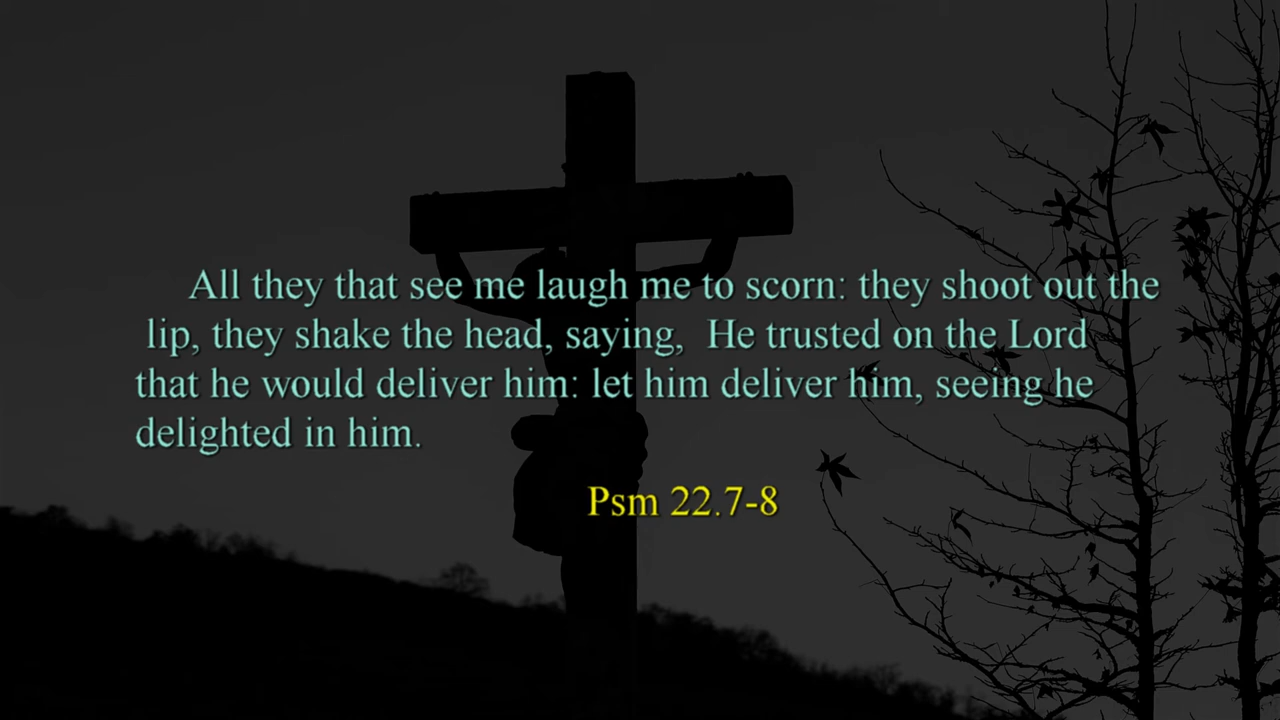 All they that see me laugh me to scorn: they shoot out the
lip, they shake the head, saying,  He trusted on the Lord
that he would deliver him: let him deliver him, seeing he
delighted in him.
Psm 22.7-8